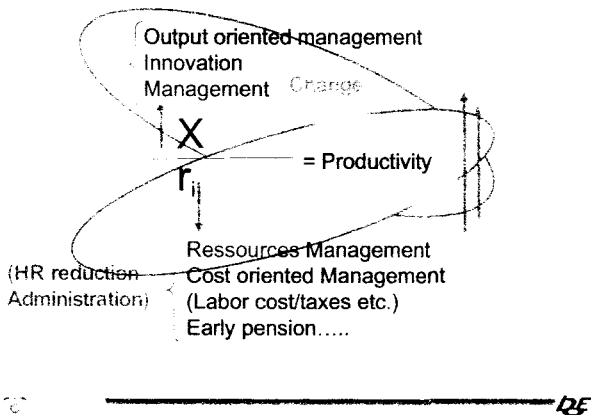 Output oriented management
Innovation
Management Change
X
r_ij = Productivity
Ressources Management
(HR reduction Cost oriented Management
Administration) (Labor cost/taxes etc.)
Early pension.....